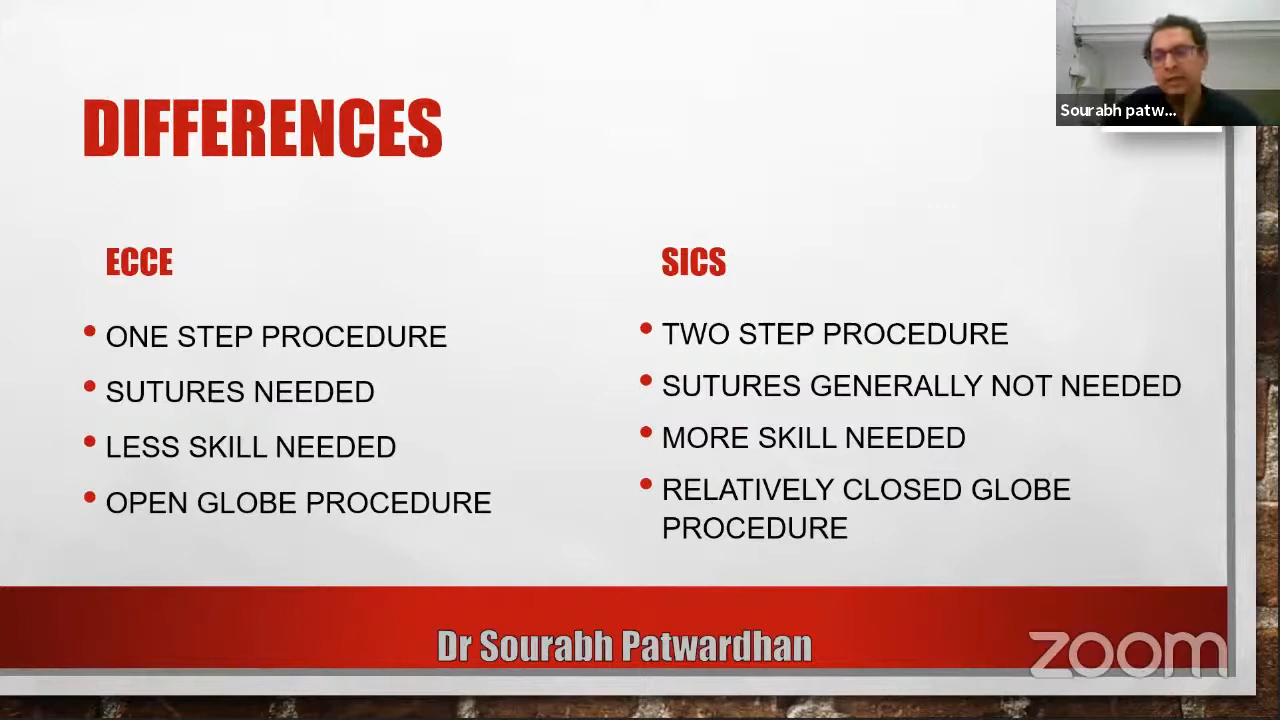 Sourabh patw...
DIFFERENCES
ECCE
• ONE STEP PROCEDURE
• SUTURES NEEDED
• LESS SKILL NEEDED
• OPEN GLOBE PROCEDURE
SICS
• TWO STEP PROCEDURE
• SUTURES GENERALLY NOT NEEDED
• MORE SKILL NEEDED
• RELATIVELY CLOSED GLOBE
PROCEDURE
Dr Sourabh Patwardhan
zoom